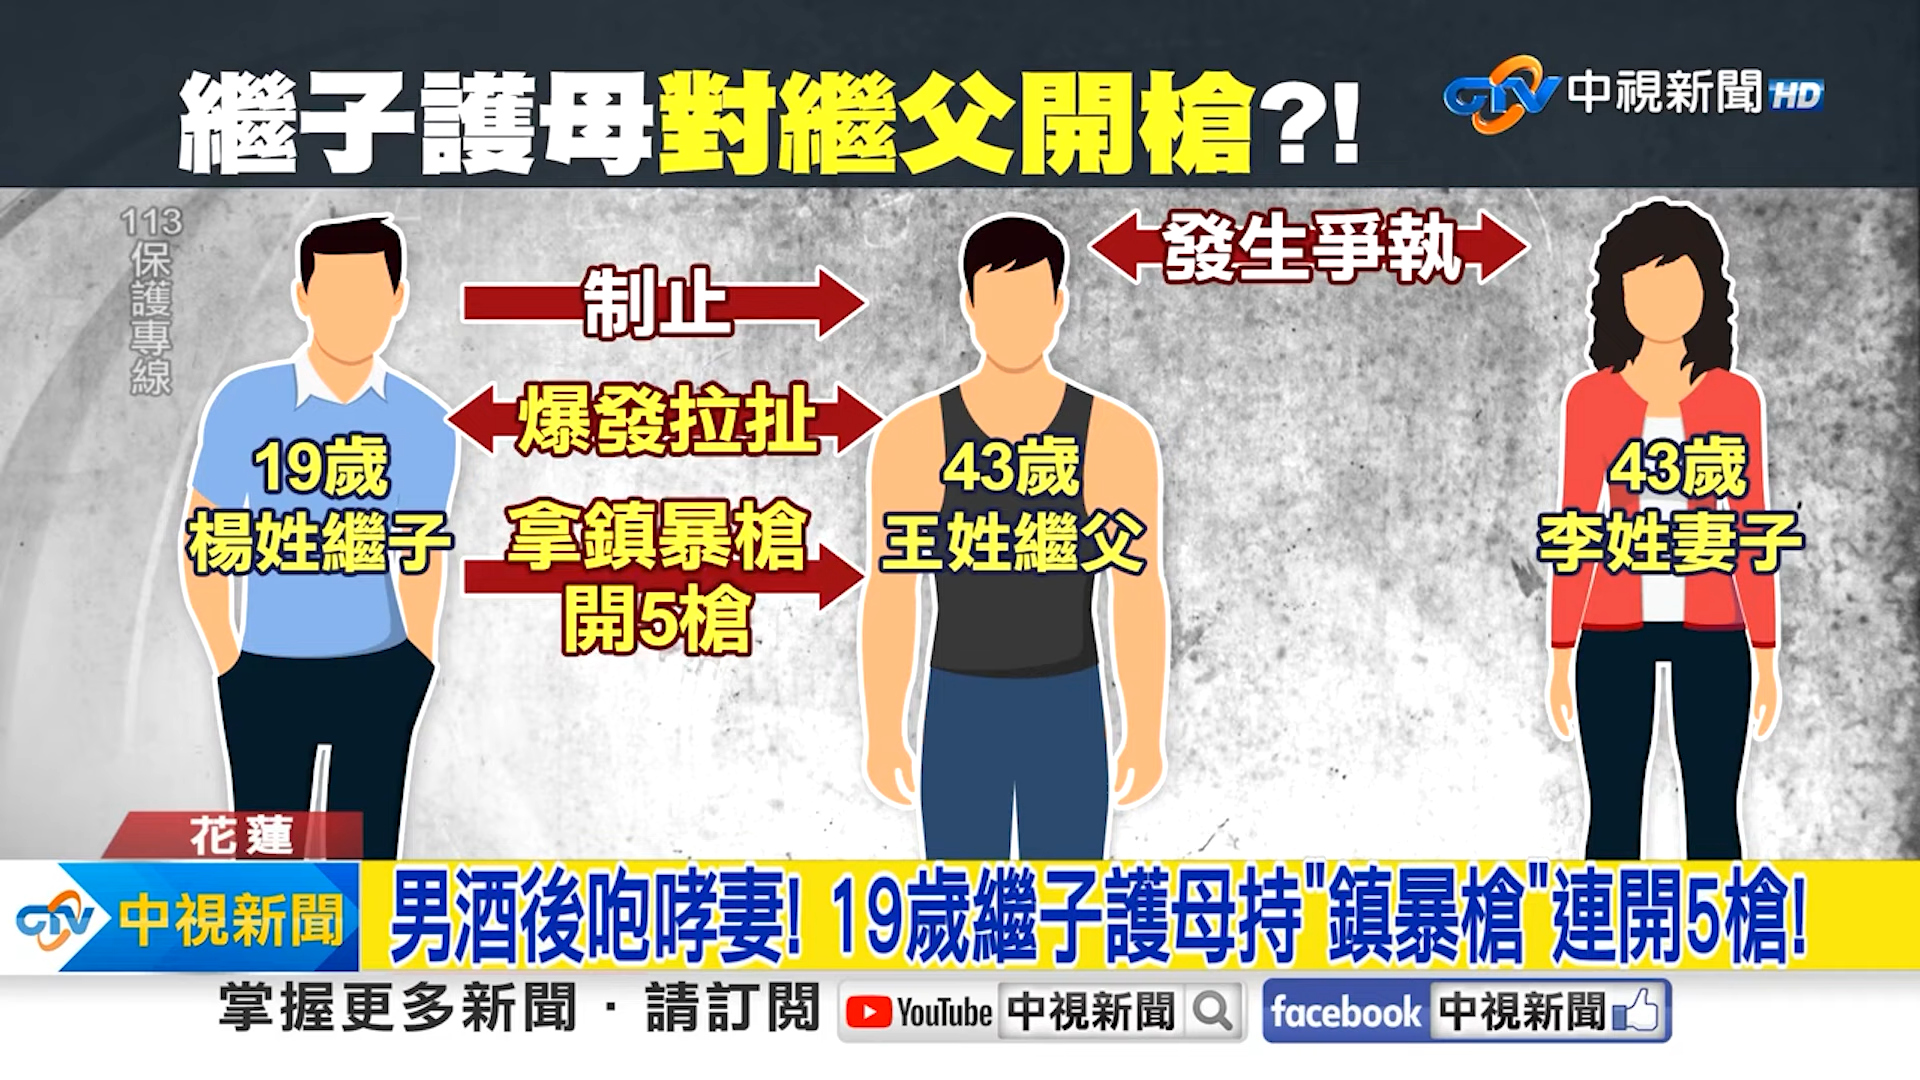 繼子護母對繼父開槍?!
CTV中視新聞HD
113
保護專線
發生爭執
制止
爆發拉扯
拿鎮暴槍
開5槍
19歲
楊姓繼子
43歲
王姓繼父
43歲
李姓妻子
花蓮
CTV 中視新聞
男酒後咆哮妻! 19歲繼子護母持"鎮暴槍"連開5槍!
掌握更多新聞·請訂閱 YouTube 中視新聞 facebook 中視新聞